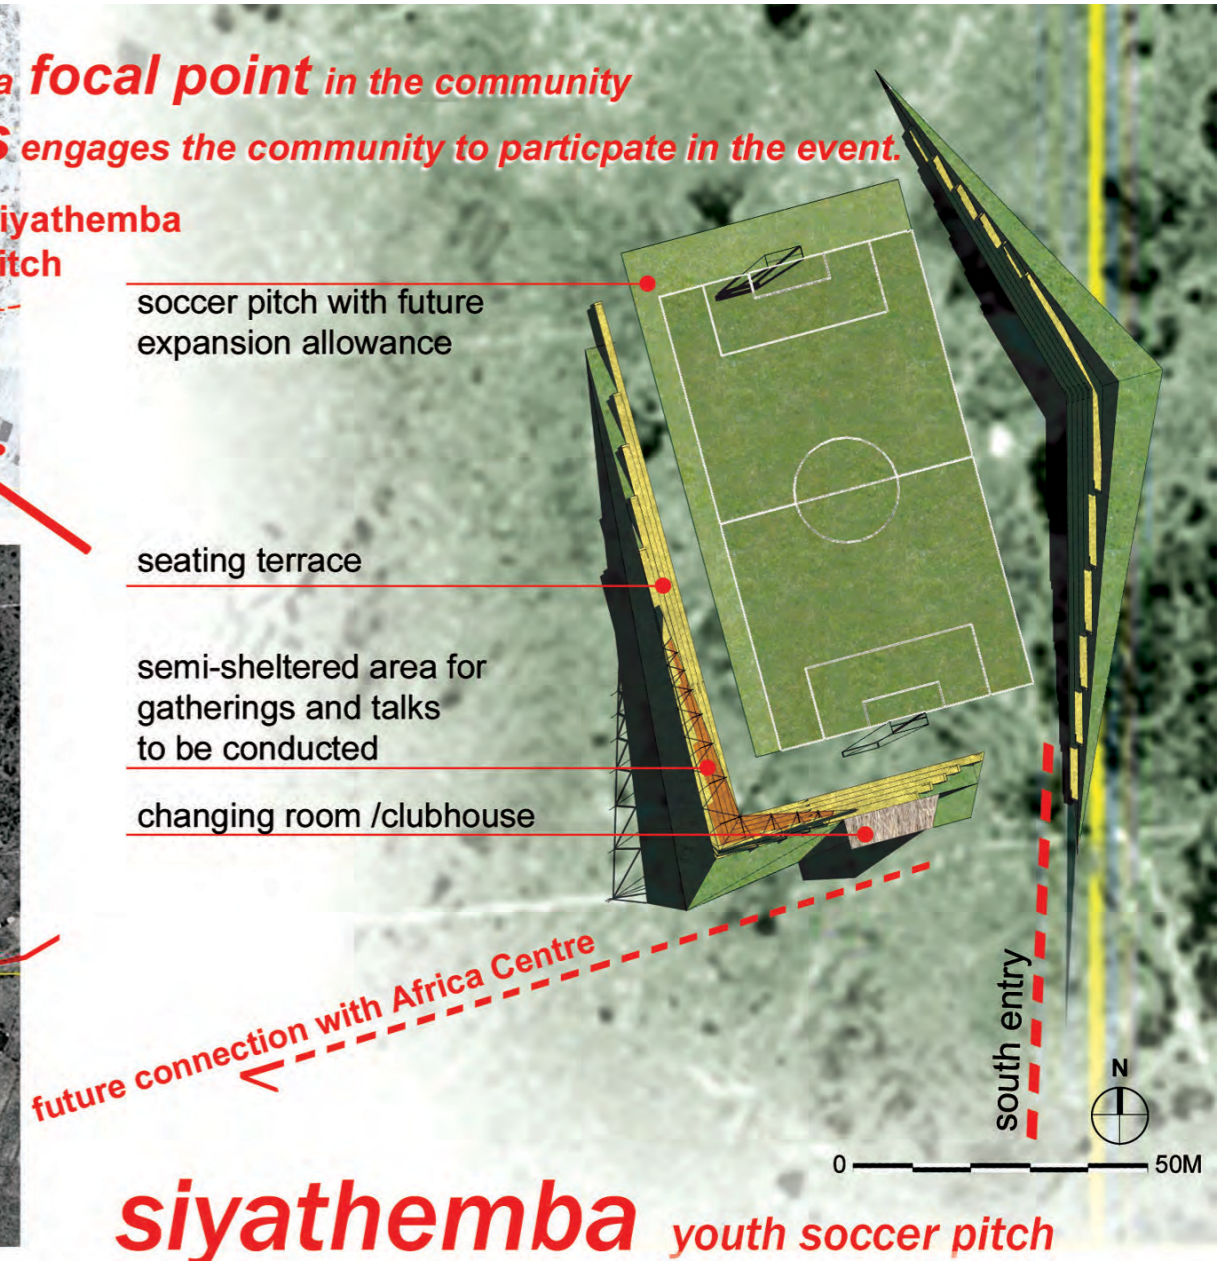 a focal point in the community
s engages the community to particpate in the event.
iyathemba
itch
soccer pitch with future
expansion allowance
seating terrace
semi-sheltered area for
gatherings and talks
to be conducted
changing room /clubhouse
future connection with Africa Centre
south entry
N
0 50M
siyathemba youth soccer pitch